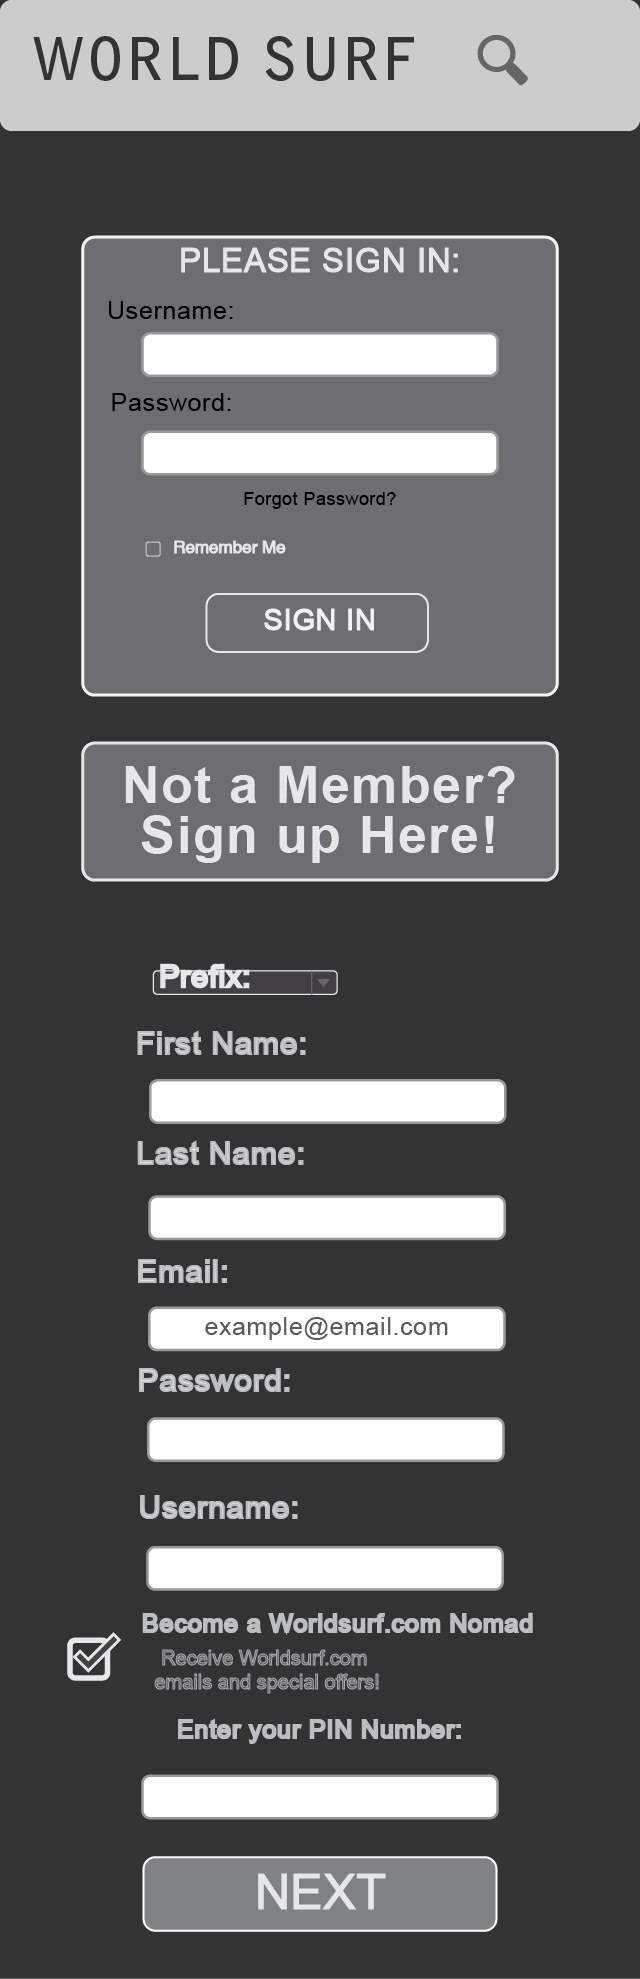 WORLD SURF
PLEASE SIGN IN:
Username:
Password:
Forgot Password?
Remember Me
SIGN IN
Not a Member?
Sign up Here!
Prefix:
First Name:
Last Name:
Email:
example@email.com
Password:
Username:
Become a Worldsurf.com Nomad
Receive Worldsurf.com
emails and special offers!
Enter your PIN Number:
NEXT